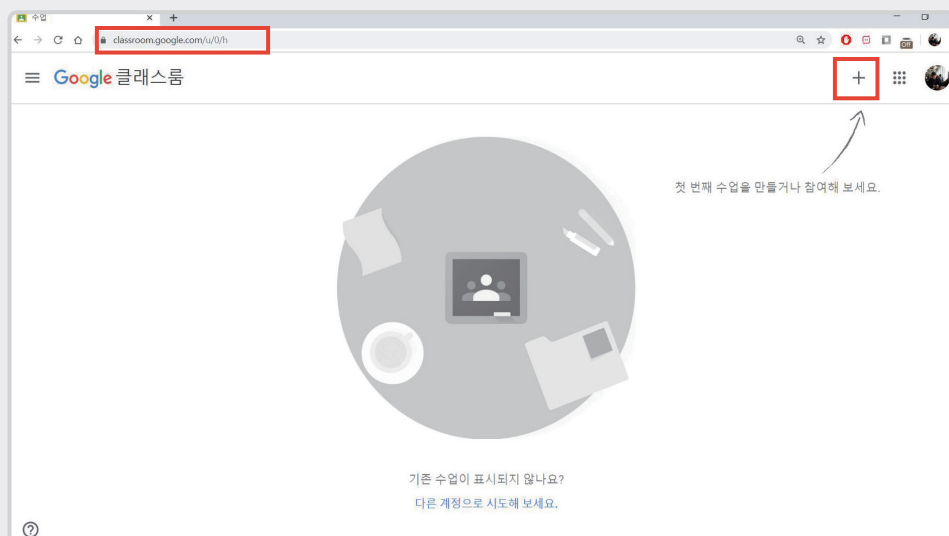 수업
classroom.google.com/u/0/h
Off
Google 클래스룸
첫 번째 수업을 만들거나 참여해 보세요.
기존 수업이 표시되지 않나요?
다른 계정으로 시도해 보세요.